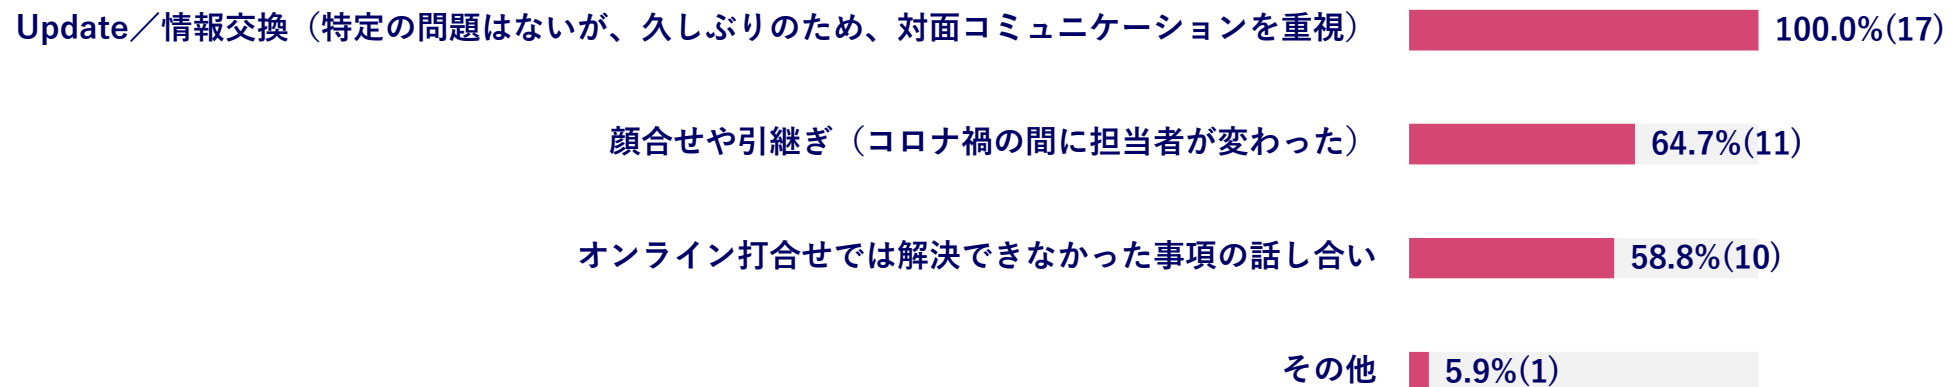 Update／情報交換（特定の問題はないが、久しぶりのため、対面コミュニケーションを重視） 100.0%(17)
顔合せや引継ぎ（コロナ禍の間に担当者が変わった） 64.7%(11)
オンライン打合せでは解決できなかった事項の話し合い 58.8%(10)
その他 5.9%(1)